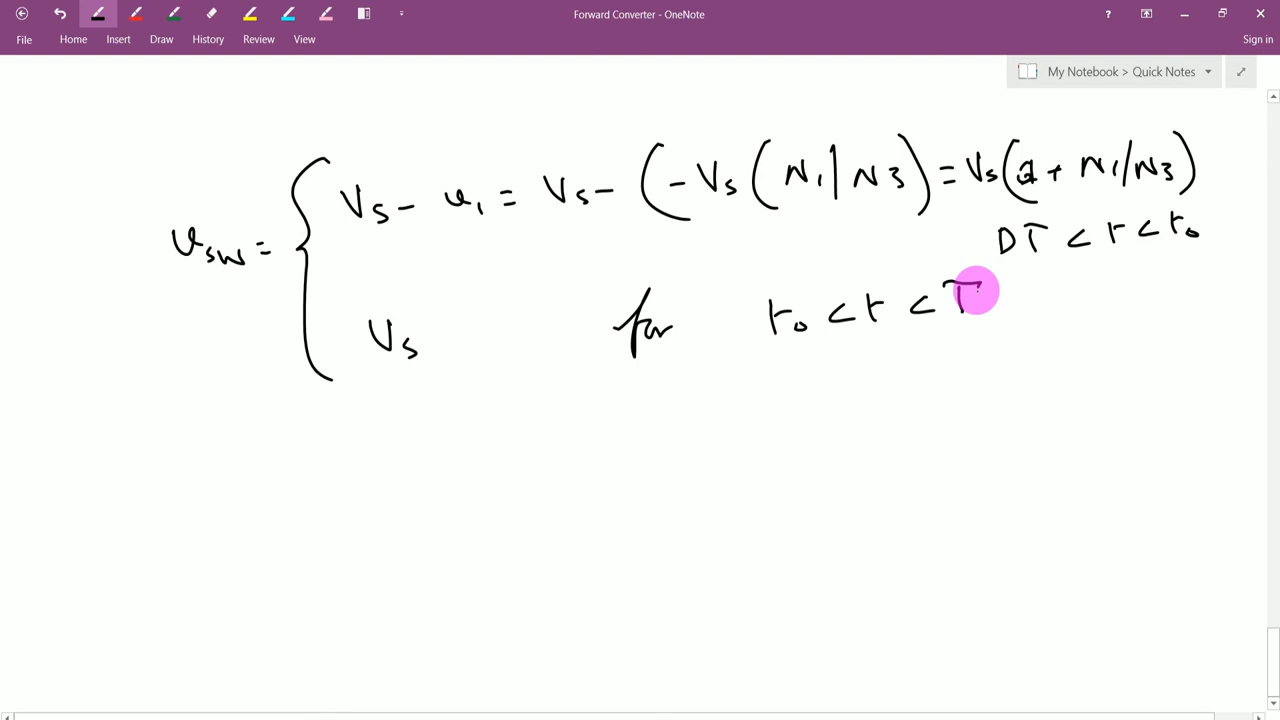 Forward Converter - OneNote
?
File Home Insert Draw History Review View
Sign in
My Notebook > Quick Notes
Vsw = { Vs - v1 = Vs - (-Vs (N1/N3) = Vs(1 + N1/N3)
DT < t < t0
Vs for t0 < t < T